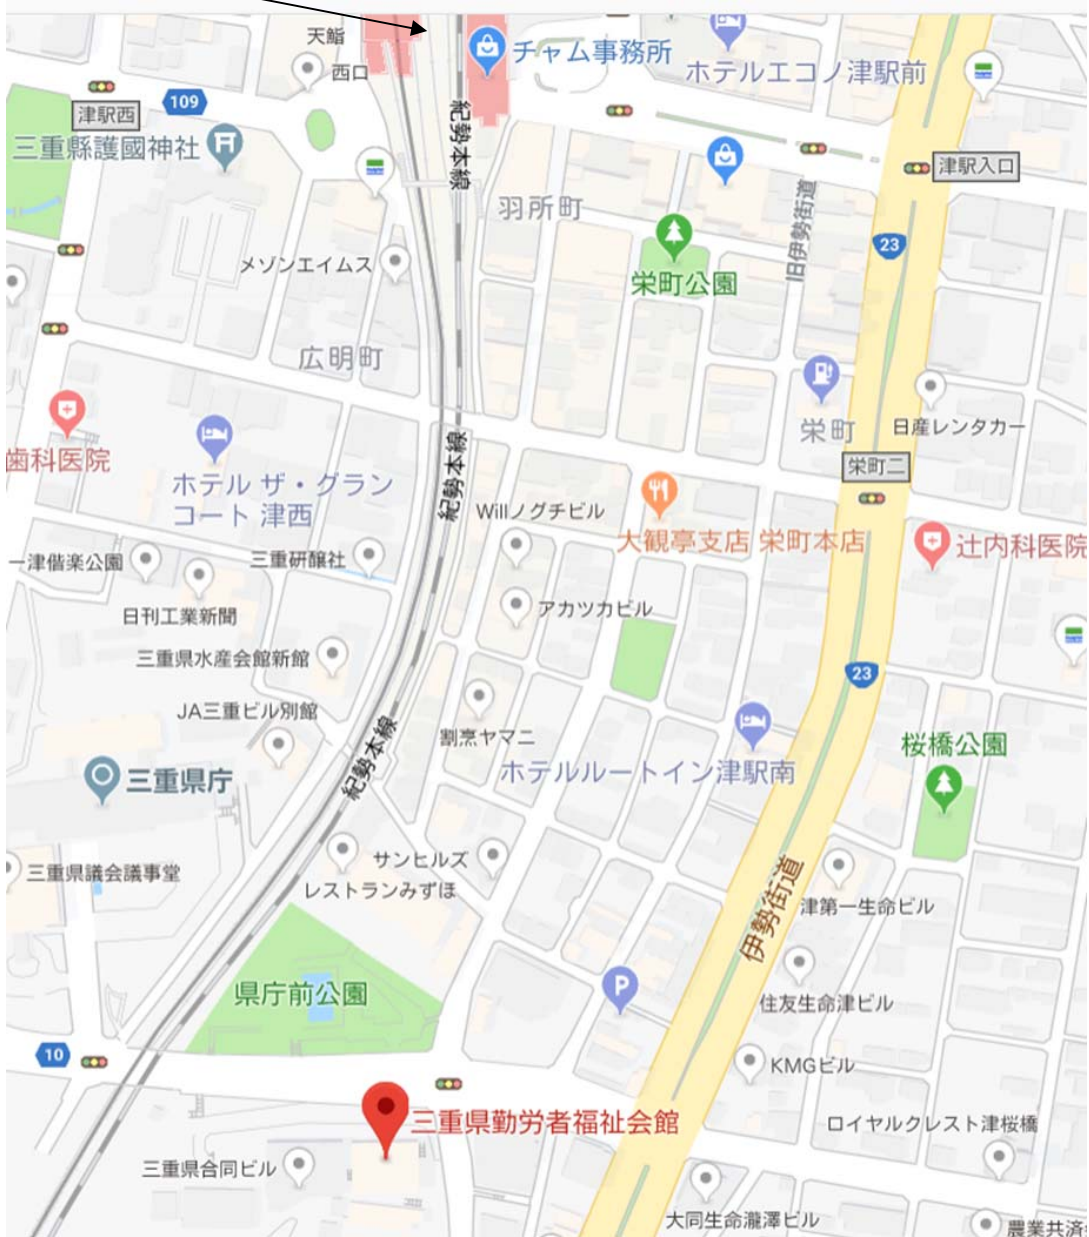 天鮨
チャム事務所
西口
ホテルエコノ津駅前
109
津駅西
紀勢本線
三重縣護國神社
津駅入口
羽所町
旧伊勢街道
23
メゾンエイムス
栄町公園
広明町
栄町
日産レンタカー
歯科医院
紀勢本線
栄町二
ホテル ザ・グラン
コート 津西
Willノグチビル
大観亭支店 栄町本店
辻内科医院
一津偕楽公園
三重研醸社
日刊工業新聞
アカツカビル
三重県水産会館新館
23
JA三重ビル別館
割烹ヤマニ
紀勢本線
桜橋公園
三重県庁
ホテルルートイン津駅南
サンヒルズ
三重県議会議事堂
レストランみずほ
伊勢街道
津第一生命ビル
県庁前公園
P
住友生命津ビル
10
KMGビル
三重県勤労者福祉会館
ロイヤルクレスト津桜橋
三重県合同ビル
大同生命瀧澤ビル
農業共済